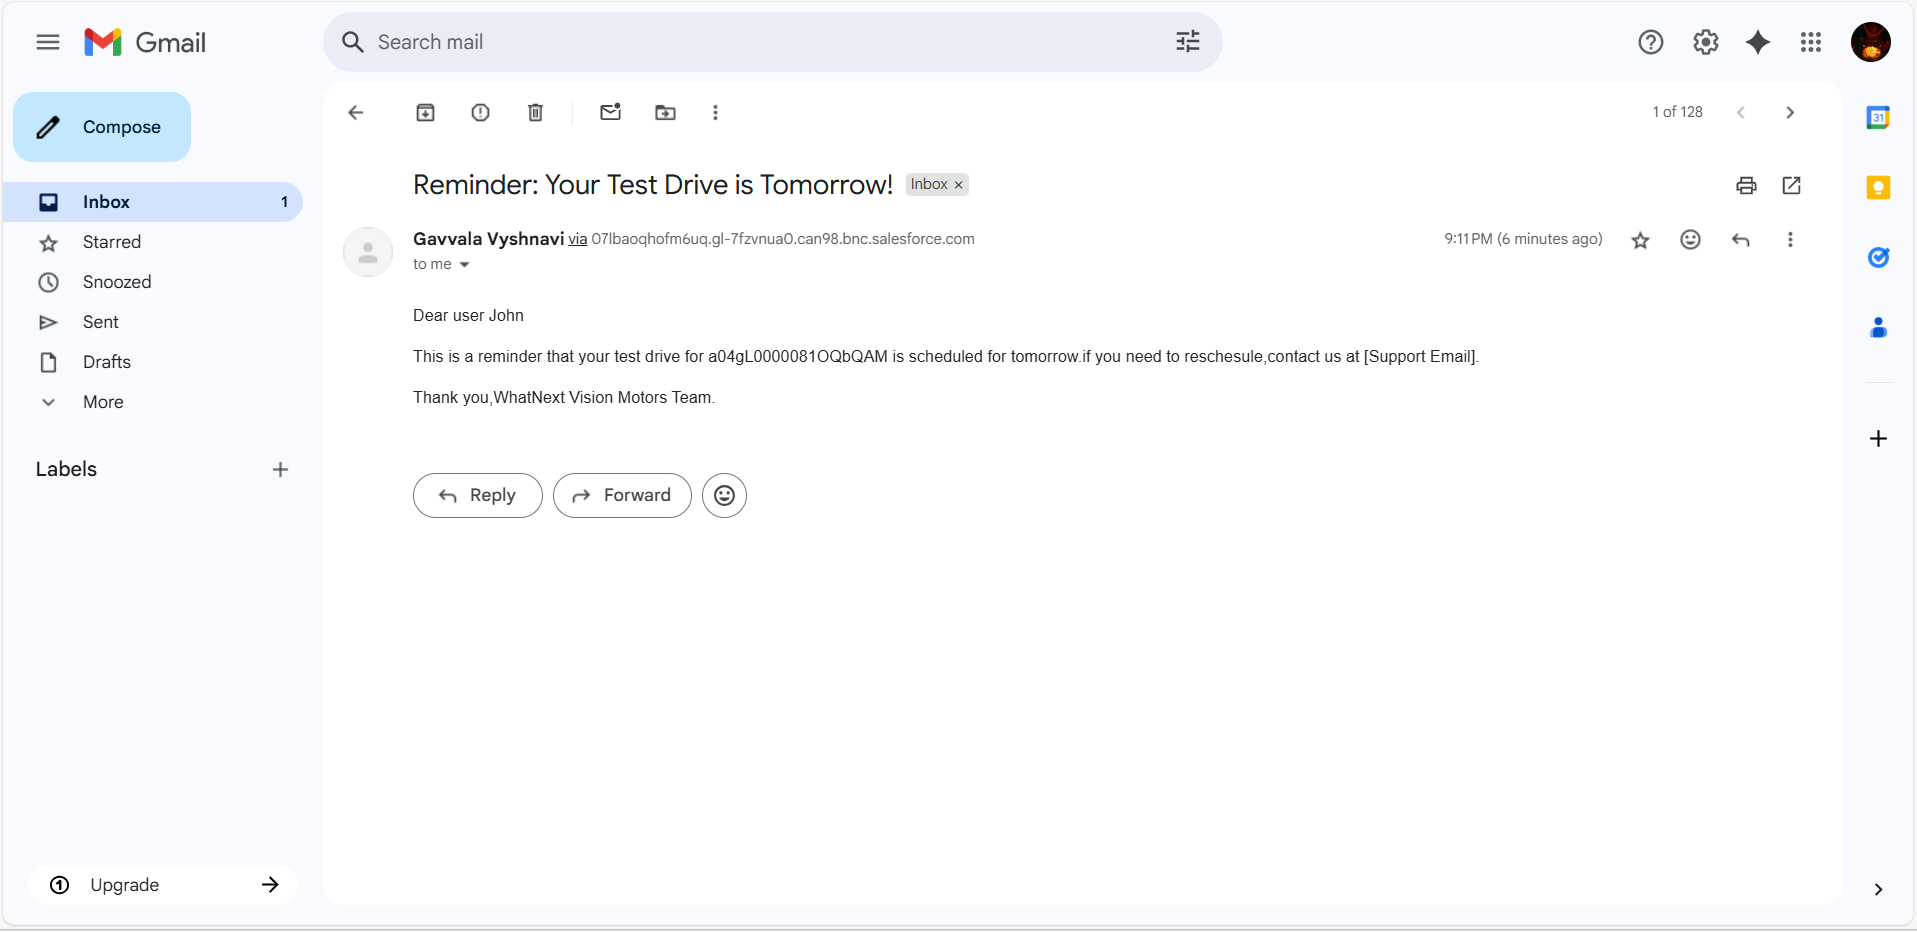 Gmail
Search mail
Compose
1 of 128
Inbox 1
Starred
Snoozed
Sent
Drafts
More
Labels
Upgrade
Reminder: Your Test Drive is Tomorrow! Inbox ×
Gavvala Vyshnavi via 07lbaoqhofm6uq.gl-7fzvnua0.can98.bnc.salesforce.com
9:11 PM (6 minutes ago)
to me
Dear user John
This is a reminder that your test drive for a04gL0000081OQbQAM is scheduled for tomorrow.if you need to reschesule,contact us at [Support Email].
Thank you,WhatNext Vision Motors Team.
Reply
Forward
31